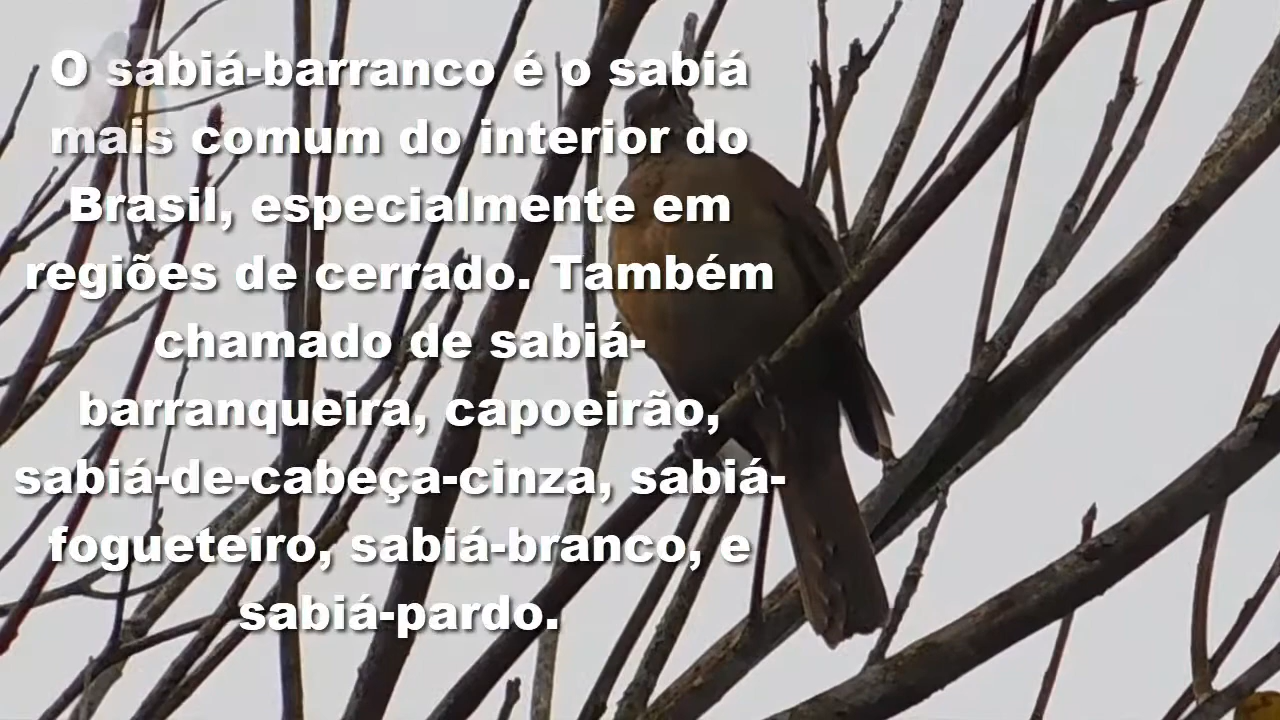 O sabiá-barranco é o sabiá
mais comum do interior do
Brasil, especialmente em
regiões de cerrado. Também
chamado de sabiá-
barranqueira, capoeirão,
sabiá-de-cabeça-cinza, sabiá-
fogueteiro, sabiá-branco, e
sabiá-pardo.